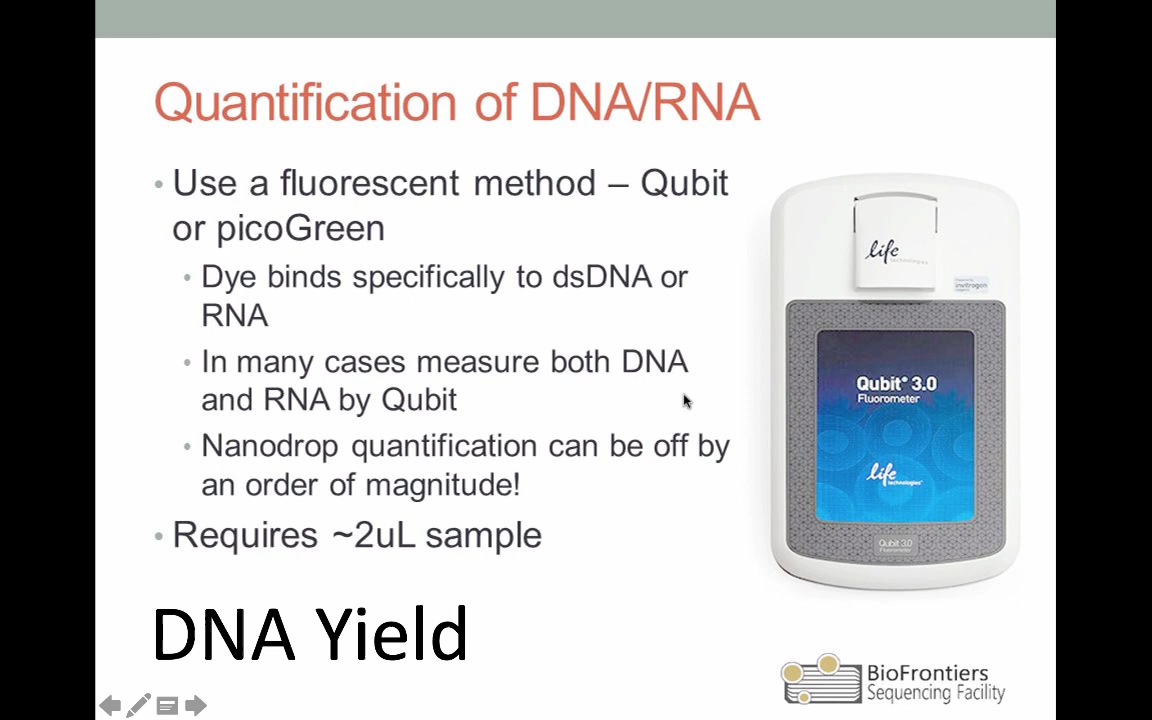 Quantification of DNA/RNA
• Use a fluorescent method – Qubit
or picoGreen
• Dye binds specifically to dsDNA or
RNA
• In many cases measure both DNA
and RNA by Qubit
• Nanodrop quantification can be off by
an order of magnitude!
• Requires ~2uL sample
DNA Yield
life
technologies
invitrogen
Qubit® 3.0
Fluorometer
life
technologies
Qubit 3.0
Fluorometer
BioFrontiers
Sequencing Facility